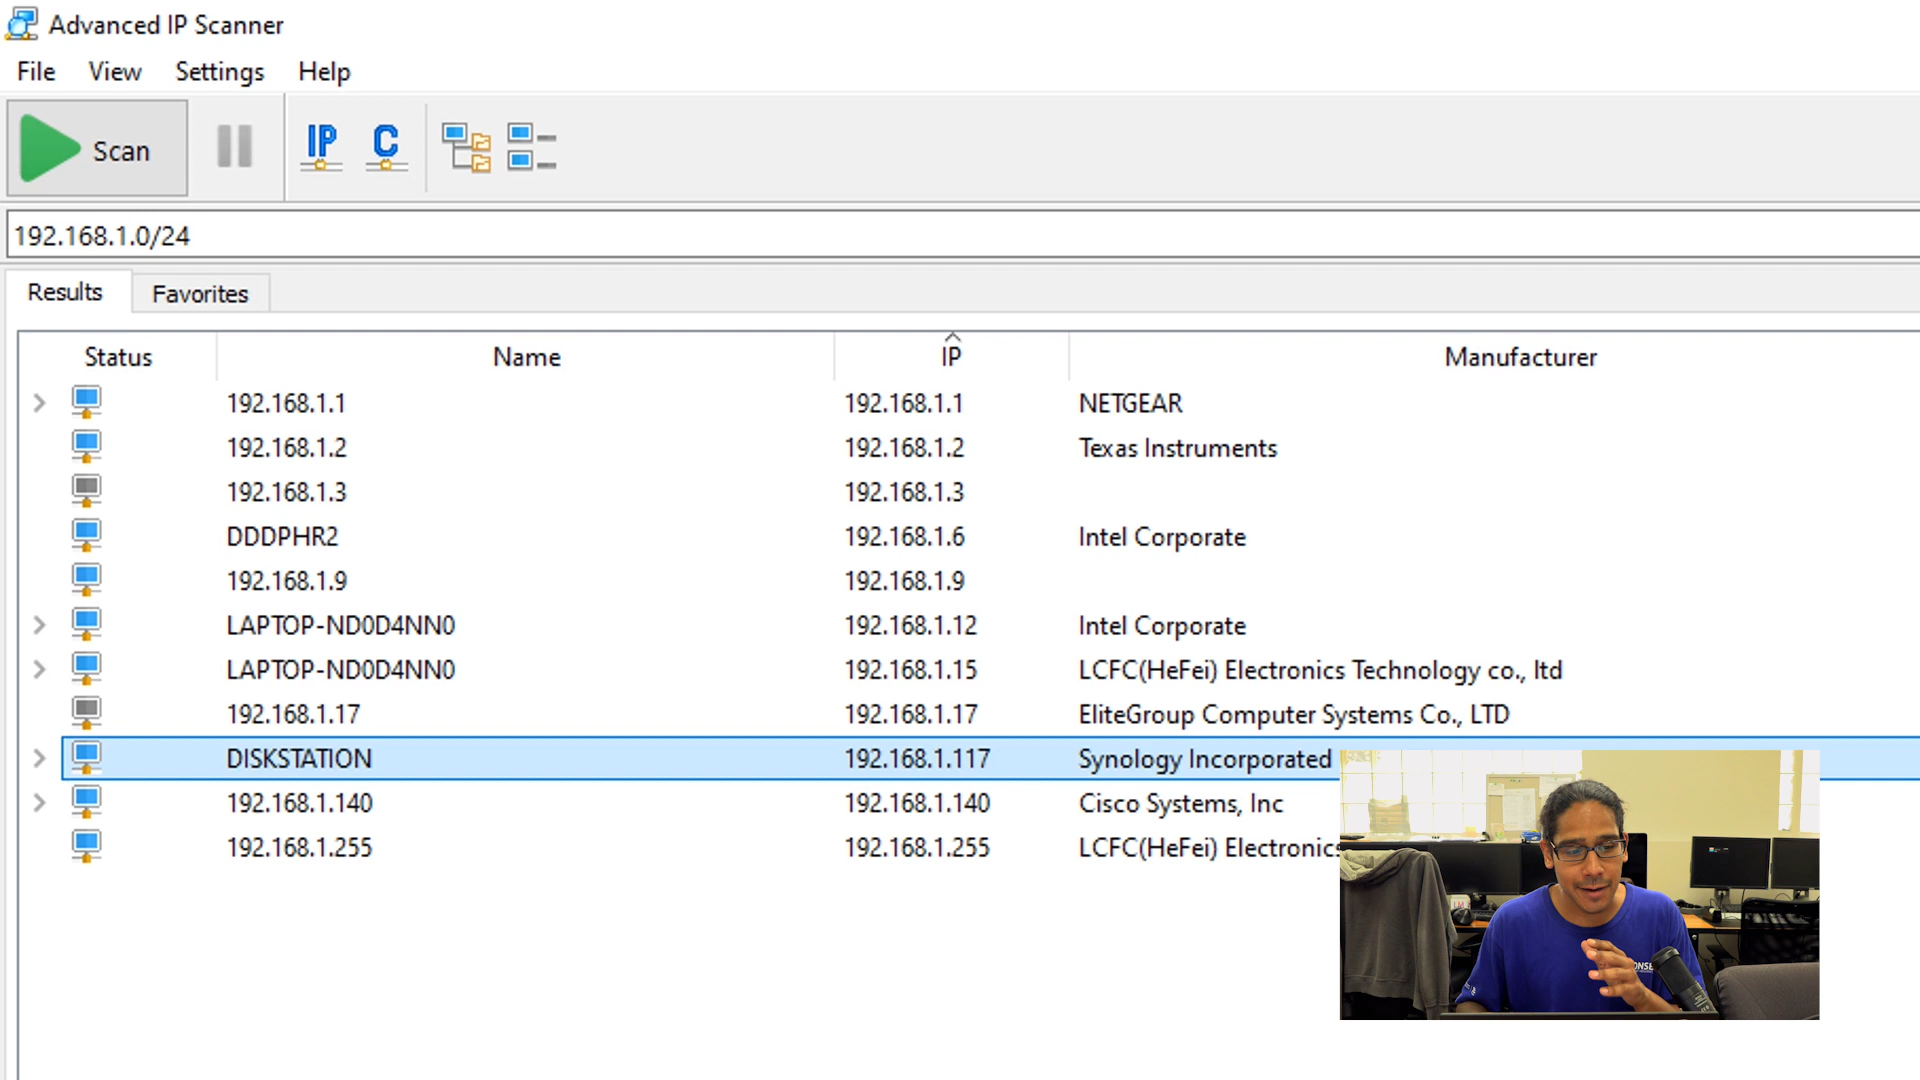 Advanced IP Scanner
File View Settings Help
Scan IP C
192.168.1.0/24
Results Favorites
Status Name IP Manufacturer
192.168.1.1 192.168.1.1 NETGEAR
192.168.1.2 192.168.1.2 Texas Instruments
192.168.1.3 192.168.1.3
DDDPHR2 192.168.1.6 Intel Corporate
192.168.1.9 192.168.1.9
LAPTOP-ND0D4NN0 192.168.1.12 Intel Corporate
LAPTOP-ND0D4NN0 192.168.1.15 LCFC(HeFei) Electronics Technology co., ltd
192.168.1.17 192.168.1.17 EliteGroup Computer Systems Co., LTD
DISKSTATION 192.168.1.117 Synology Incorporated
192.168.1.140 192.168.1.140 Cisco Systems, Inc
192.168.1.255 192.168.1.255 LCFC(HeFei) Electronics